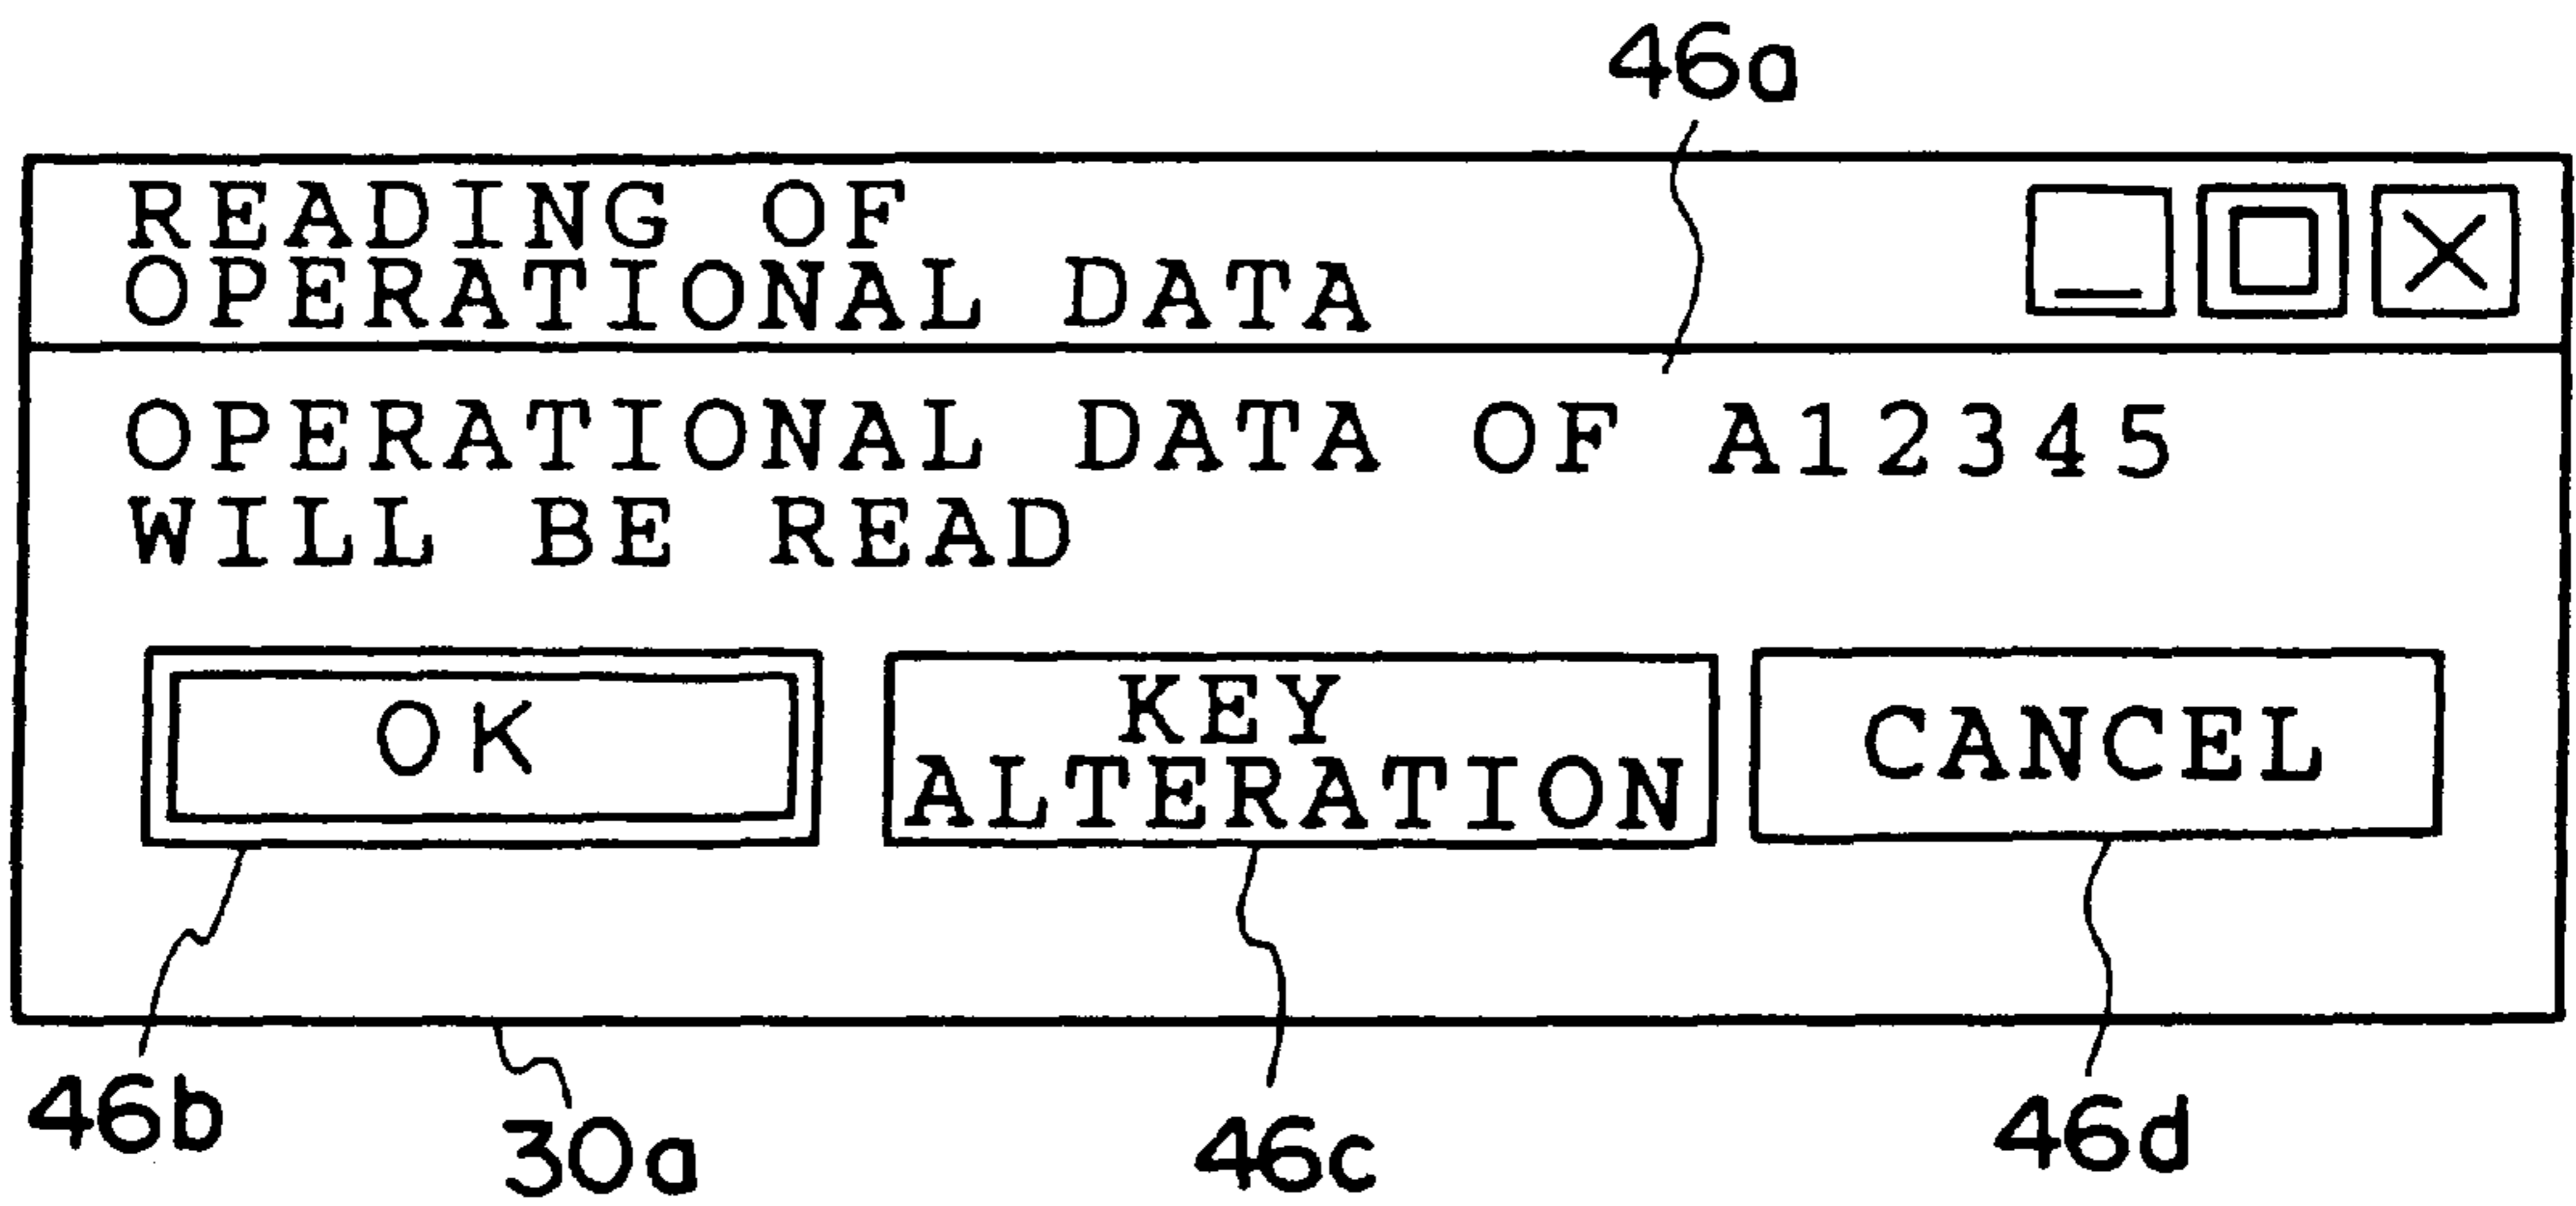 46a
READING OF
OPERATIONAL DATA
OPERATIONAL DATA OF A12345
WILL BE READ
OK
KEY
ALTERATION
CANCEL
46b
30a
46c
46d